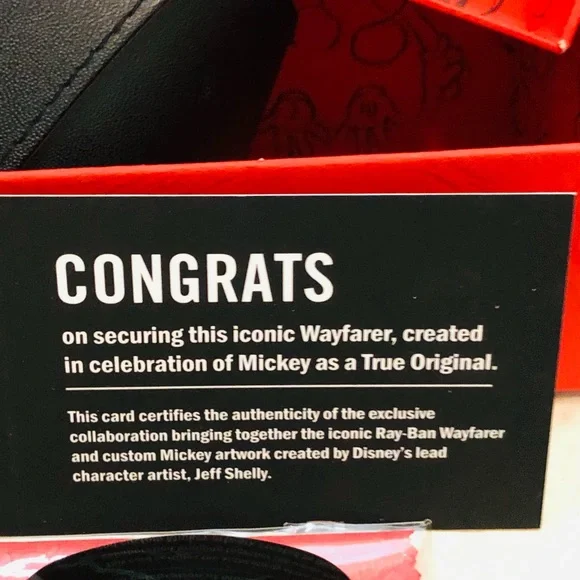 CONGRATS
on securing this iconic Wayfarer, created
in celebration of Mickey as a True Original.
This card certifies the authenticity of the exclusive
collaboration bringing together the iconic Ray-Ban Wayfarer
and custom Mickey artwork created by Disney's lead
character artist, Jeff Shelly.